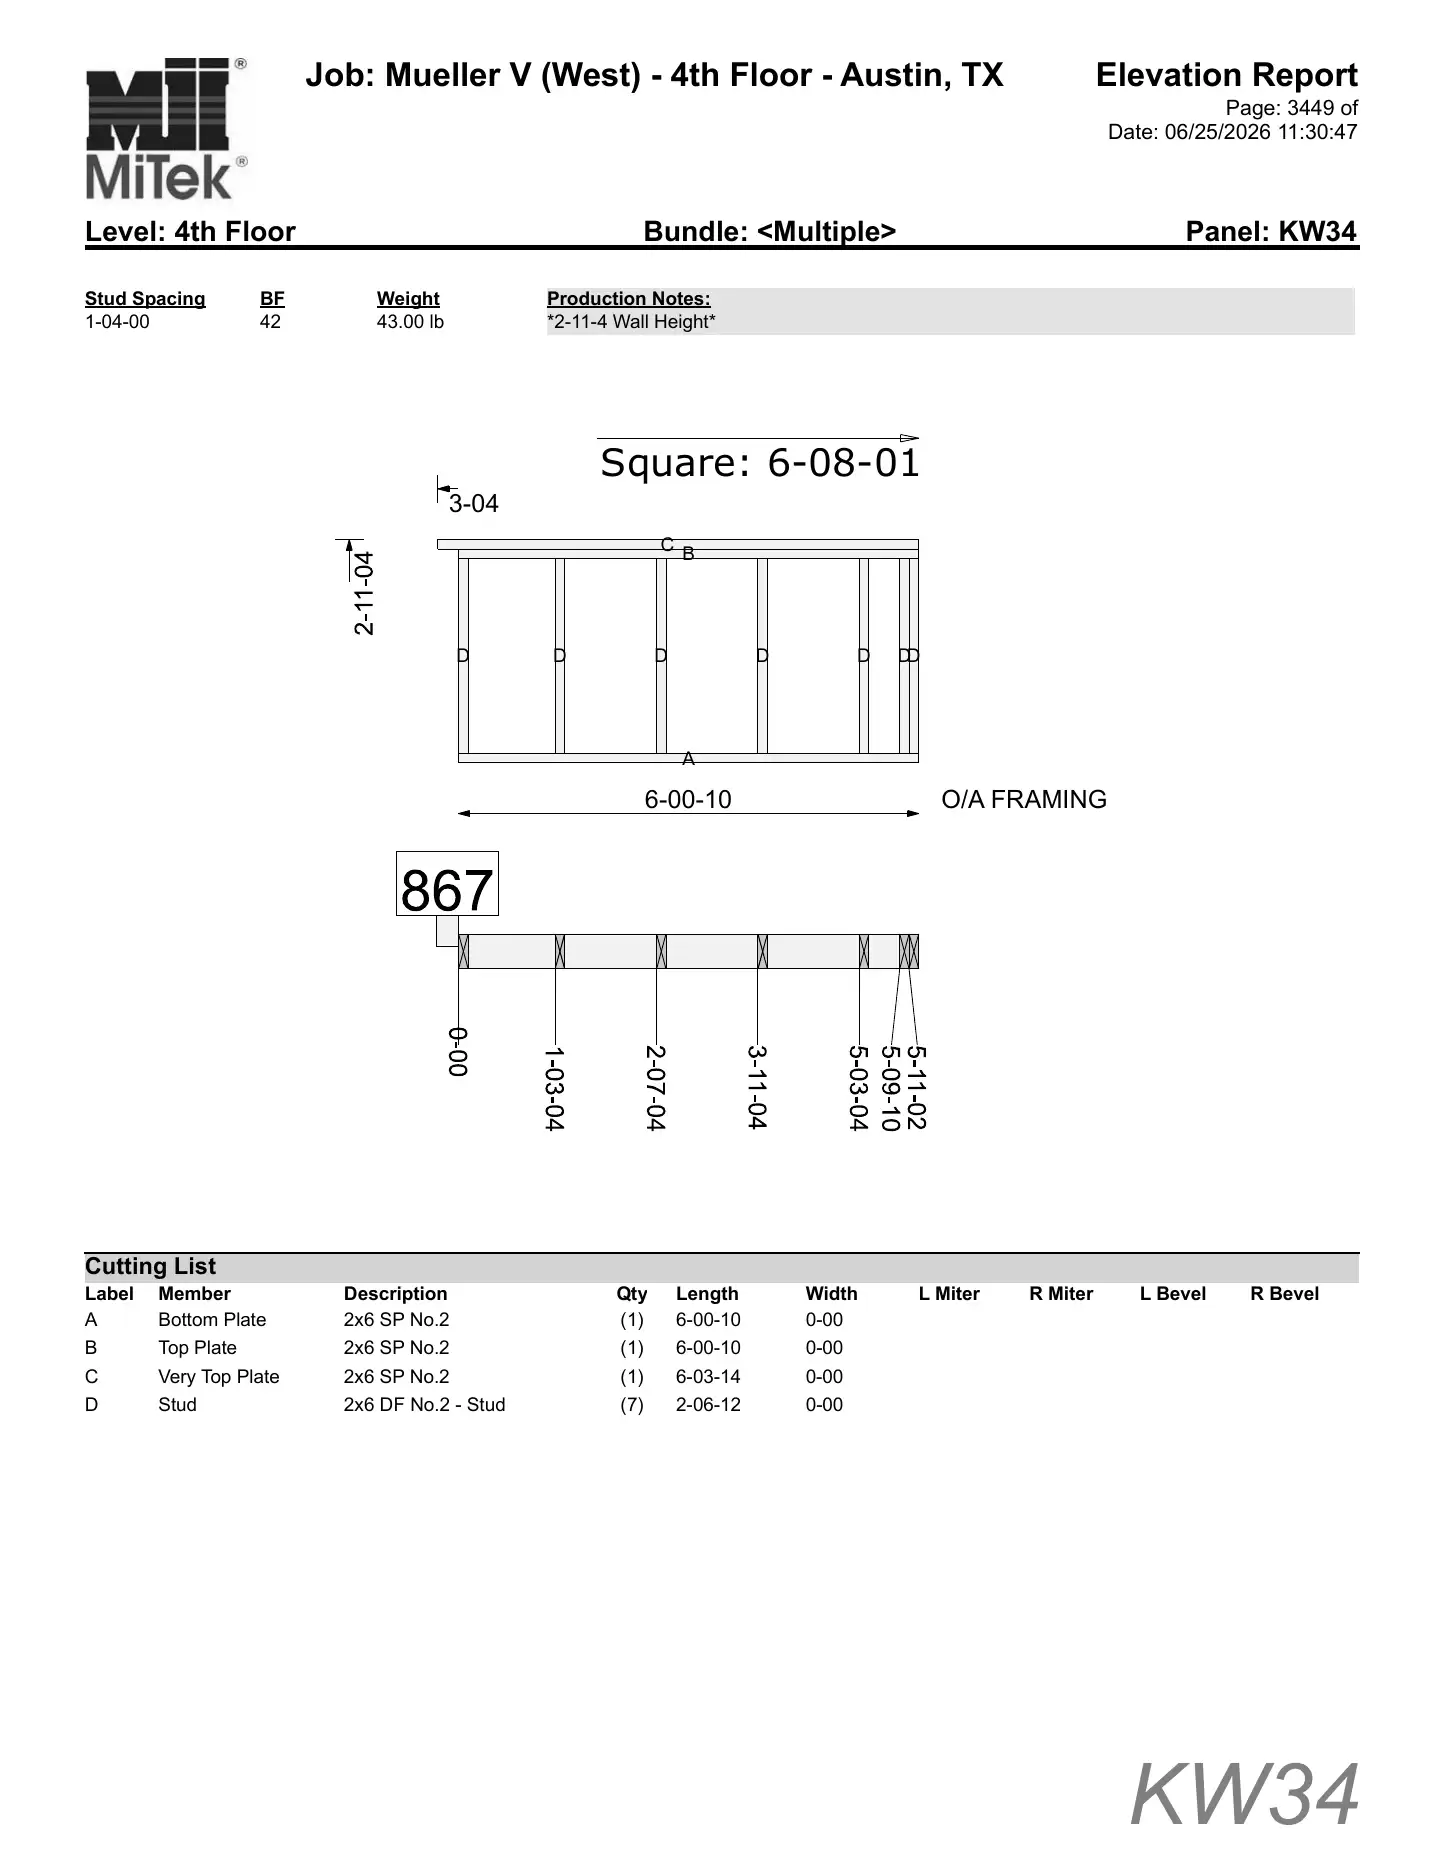 Job: Mueller V (West) - 4th Floor - Austin, TX
Elevation Report
Page: 3449 of
Date: 06/25/2026 11:30:47
MiTek®
Level: 4th Floor
Bundle: <Multiple>
Panel: KW34
Stud Spacing BF Weight Production Notes:
1-04-00 42 43.00 lb *2-11-4 Wall Height*
Square: 6-08-01
3-04
2-11-04
C
B
D D D D D D D
A
6-00-10
O/A FRAMING
867
0-00
1-03-04
2-07-04
3-11-04
5-03-04
5-09-10
5-11-02
Cutting List
Label Member Description Qty Length Width L Miter R Miter L Bevel R Bevel
A Bottom Plate 2x6 SP No.2 (1) 6-00-10 0-00
B Top Plate 2x6 SP No.2 (1) 6-00-10 0-00
C Very Top Plate 2x6 SP No.2 (1) 6-03-14 0-00
D Stud 2x6 DF No.2 - Stud (7) 2-06-12 0-00
KW34